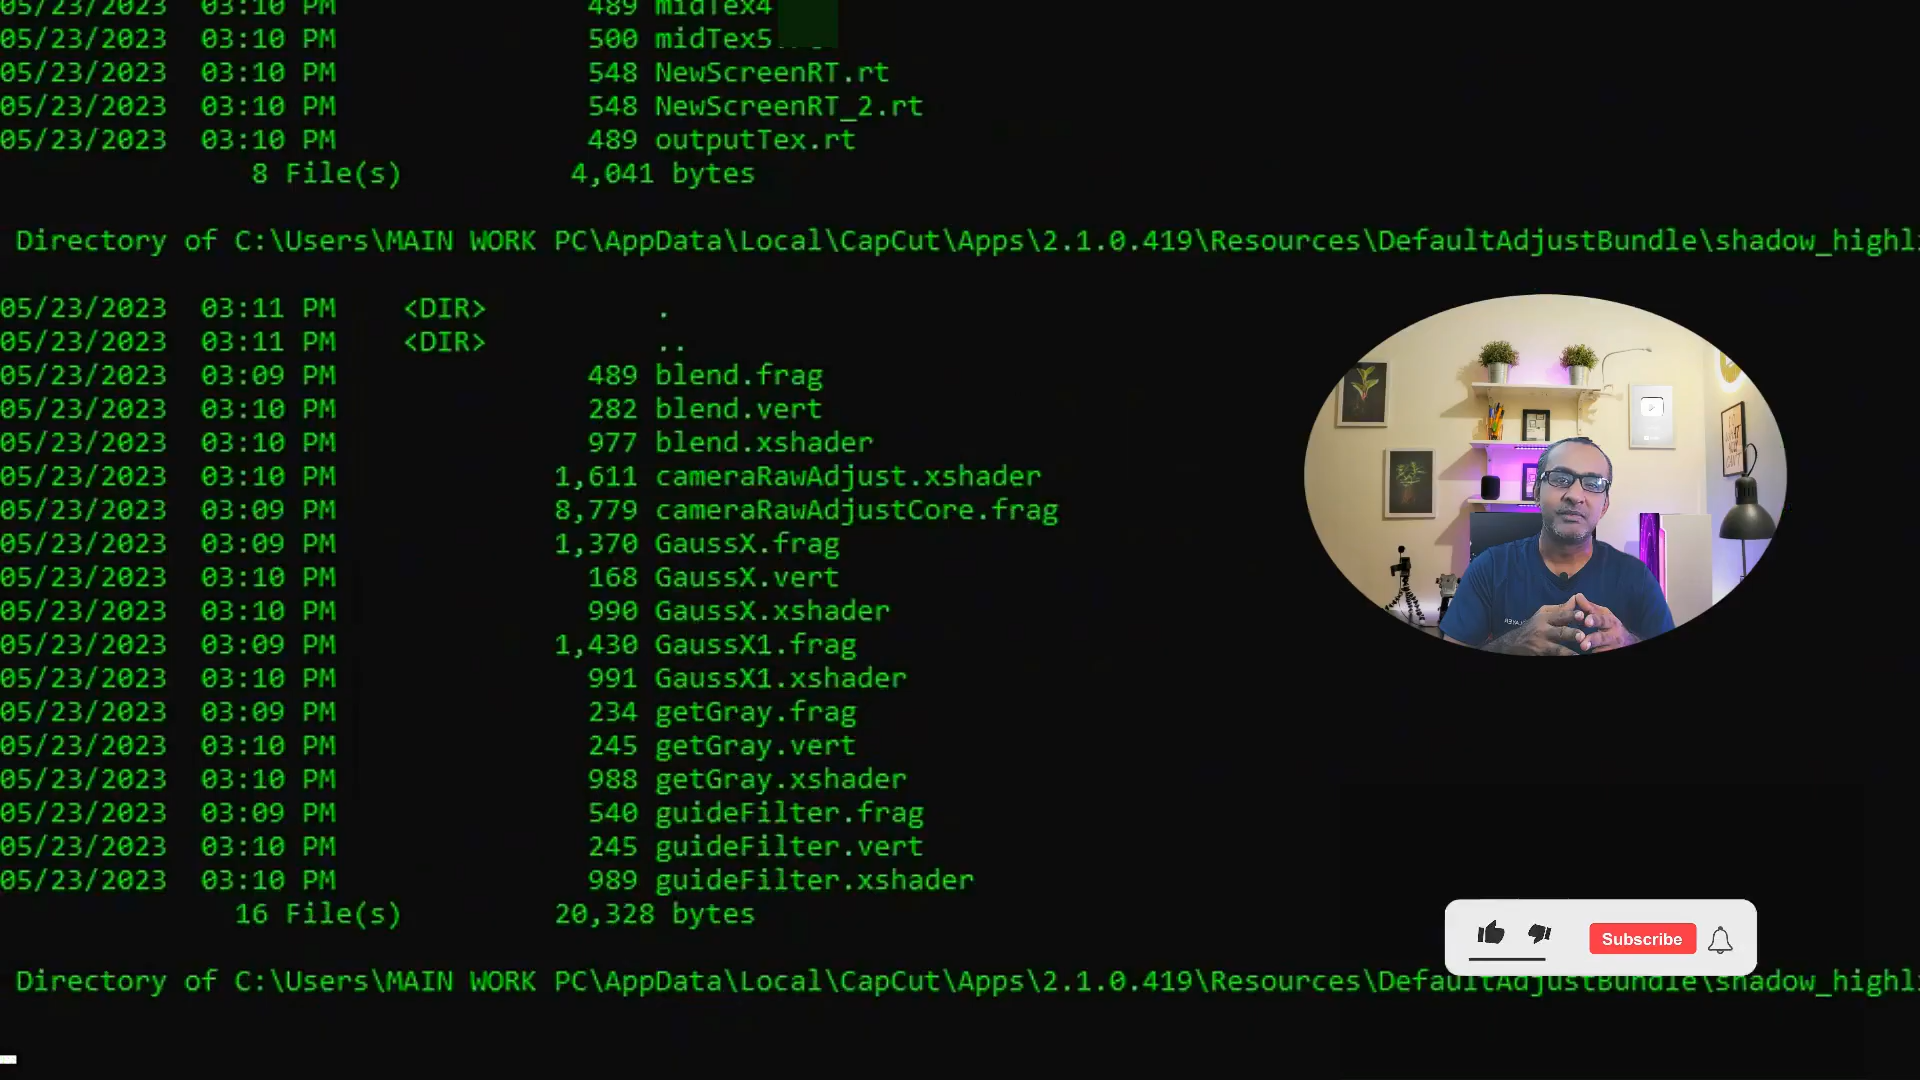 05/23/2023 03:10 PM 489 midTex4
05/23/2023 03:10 PM 500 midTex5
05/23/2023 03:10 PM 548 NewScreenRT.rt
05/23/2023 03:10 PM 548 NewScreenRT_2.rt
05/23/2023 03:10 PM 489 outputTex.rt
8 File(s) 4,041 bytes
Directory of C:\Users\MAIN WORK PC\AppData\Local\CapCut\Apps\2.1.0.419\Resources\DefaultAdjustBundle\shadow_highli
05/23/2023 03:11 PM <DIR> .
05/23/2023 03:11 PM <DIR> ..
05/23/2023 03:09 PM 489 blend.frag
05/23/2023 03:10 PM 282 blend.vert
05/23/2023 03:10 PM 977 blend.xshader
05/23/2023 03:10 PM 1,611 cameraRawAdjust.xshader
05/23/2023 03:09 PM 8,779 cameraRawAdjustCore.frag
05/23/2023 03:09 PM 1,370 GaussX.frag
05/23/2023 03:10 PM 168 GaussX.vert
05/23/2023 03:10 PM 990 GaussX.xshader
05/23/2023 03:09 PM 1,430 GaussX1.frag
05/23/2023 03:10 PM 991 GaussX1.xshader
05/23/2023 03:09 PM 234 getGray.frag
05/23/2023 03:10 PM 245 getGray.vert
05/23/2023 03:10 PM 988 getGray.xshader
05/23/2023 03:09 PM 540 guideFilter.frag
05/23/2023 03:10 PM 245 guideFilter.vert
05/23/2023 03:10 PM 989 guideFilter.xshader
16 File(s) 20,328 bytes
Subscribe
Directory of C:\Users\MAIN WORK PC\AppData\Local\CapCut\Apps\2.1.0.419\Resources\DefaultAdjustBundle\shadow_highli